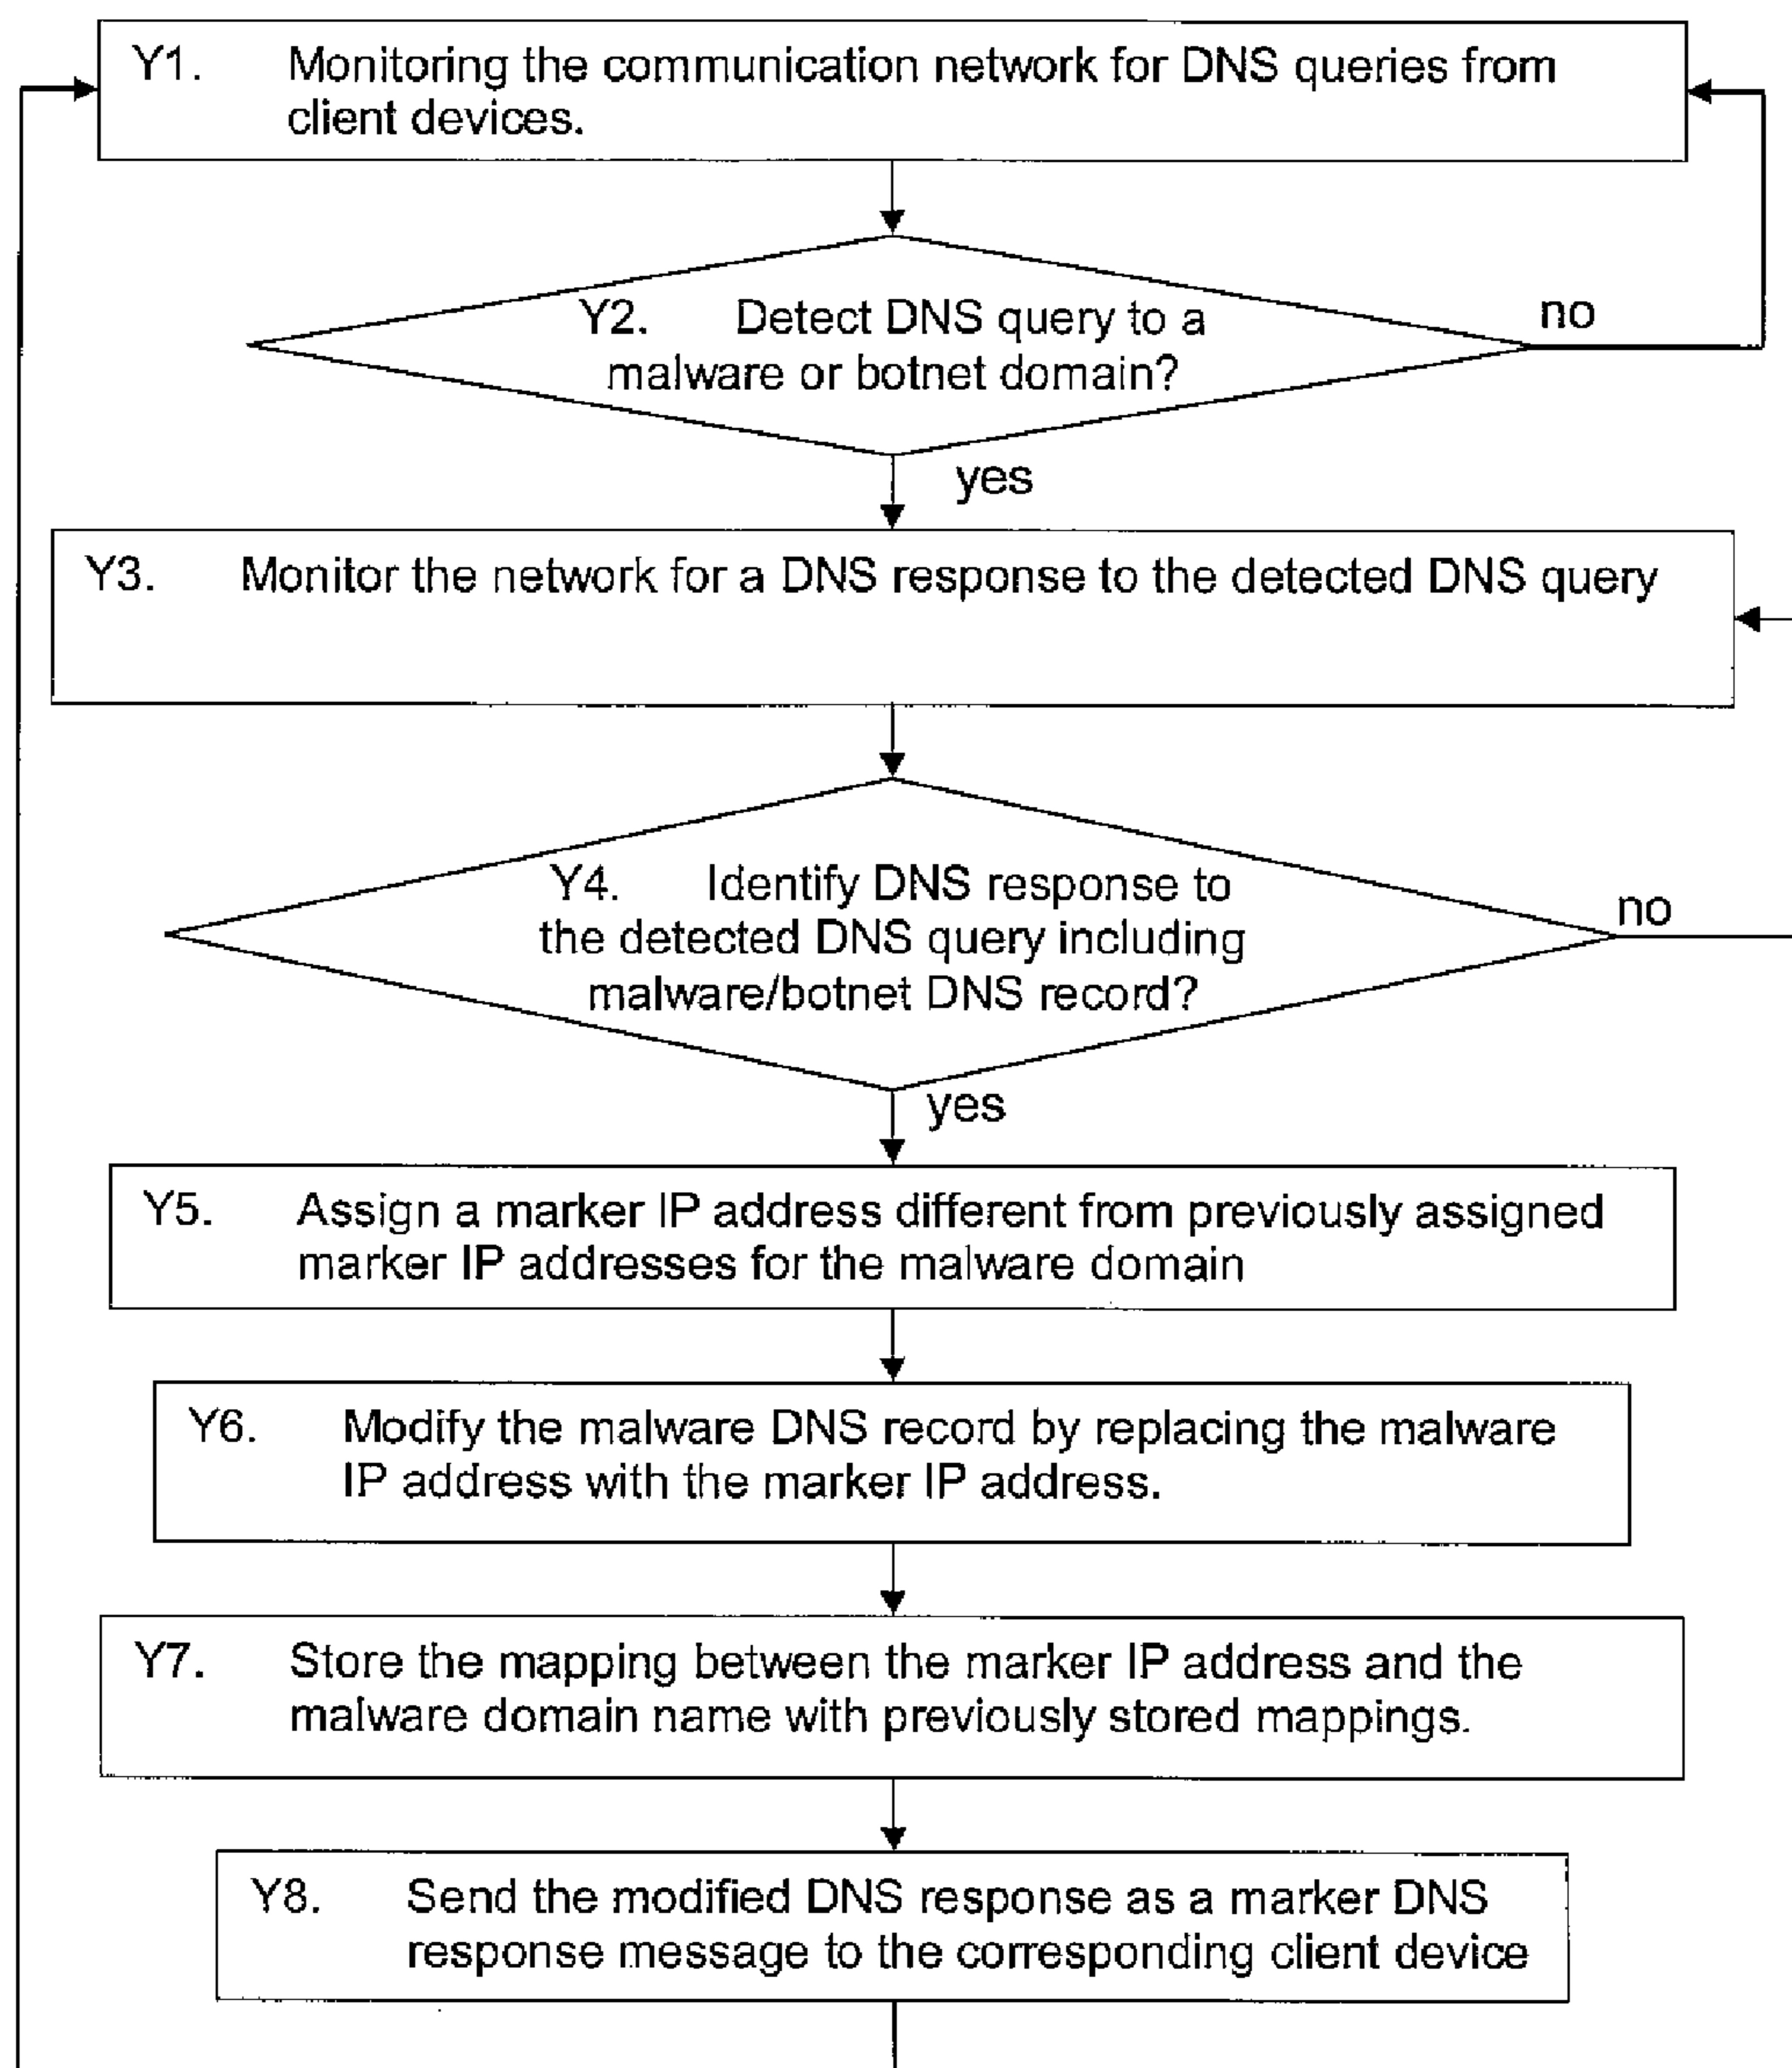 Y1. Monitoring the communication network for DNS queries from
client devices.
Y2. Detect DNS query to a
malware or botnet domain?
no
yes
Y3. Monitor the network for a DNS response to the detected DNS query
Y4. Identify DNS response to
the detected DNS query including
malware/botnet DNS record?
no
yes
Y5. Assign a marker IP address different from previously assigned
marker IP addresses for the malware domain
Y6. Modify the malware DNS record by replacing the malware
IP address with the marker IP address.
Y7. Store the mapping between the marker IP address and the
malware domain name with previously stored mappings.
Y8. Send the modified DNS response as a marker DNS
response message to the corresponding client device